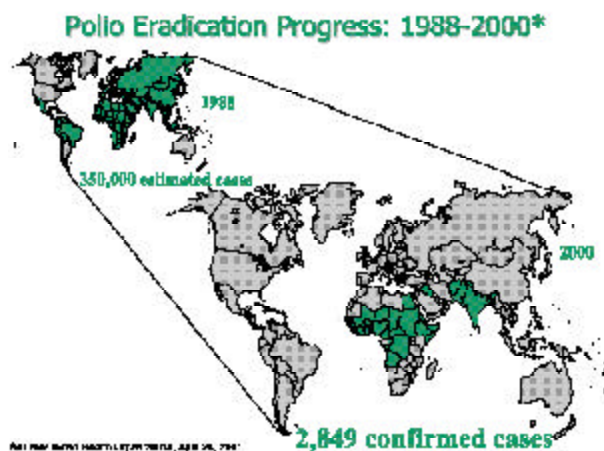 Polio Eradication Progress: 1988-2000*
1988
350,000 estimated cases
2000
2,849 confirmed cases